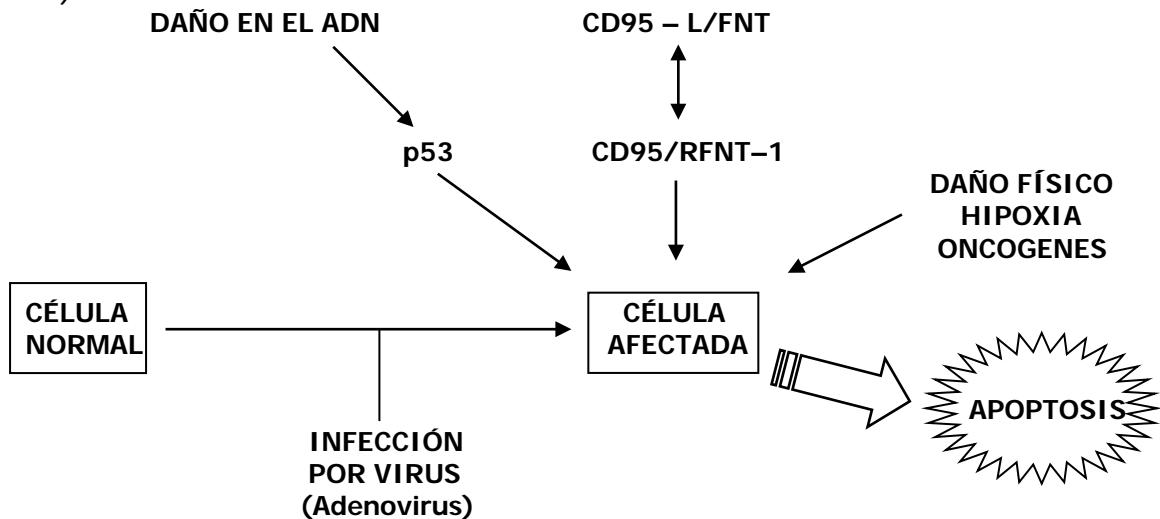 )
DAÑO EN EL ADN
CD95 – L/FNT
p53
CD95/RFNT–1
DAÑO FÍSICO
HIPOXIA
ONCOGENES
CÉLULA
NORMAL
CÉLULA
AFECTADA
APOPTOSIS
INFECCIÓN
POR VIRUS
(Adenovirus)